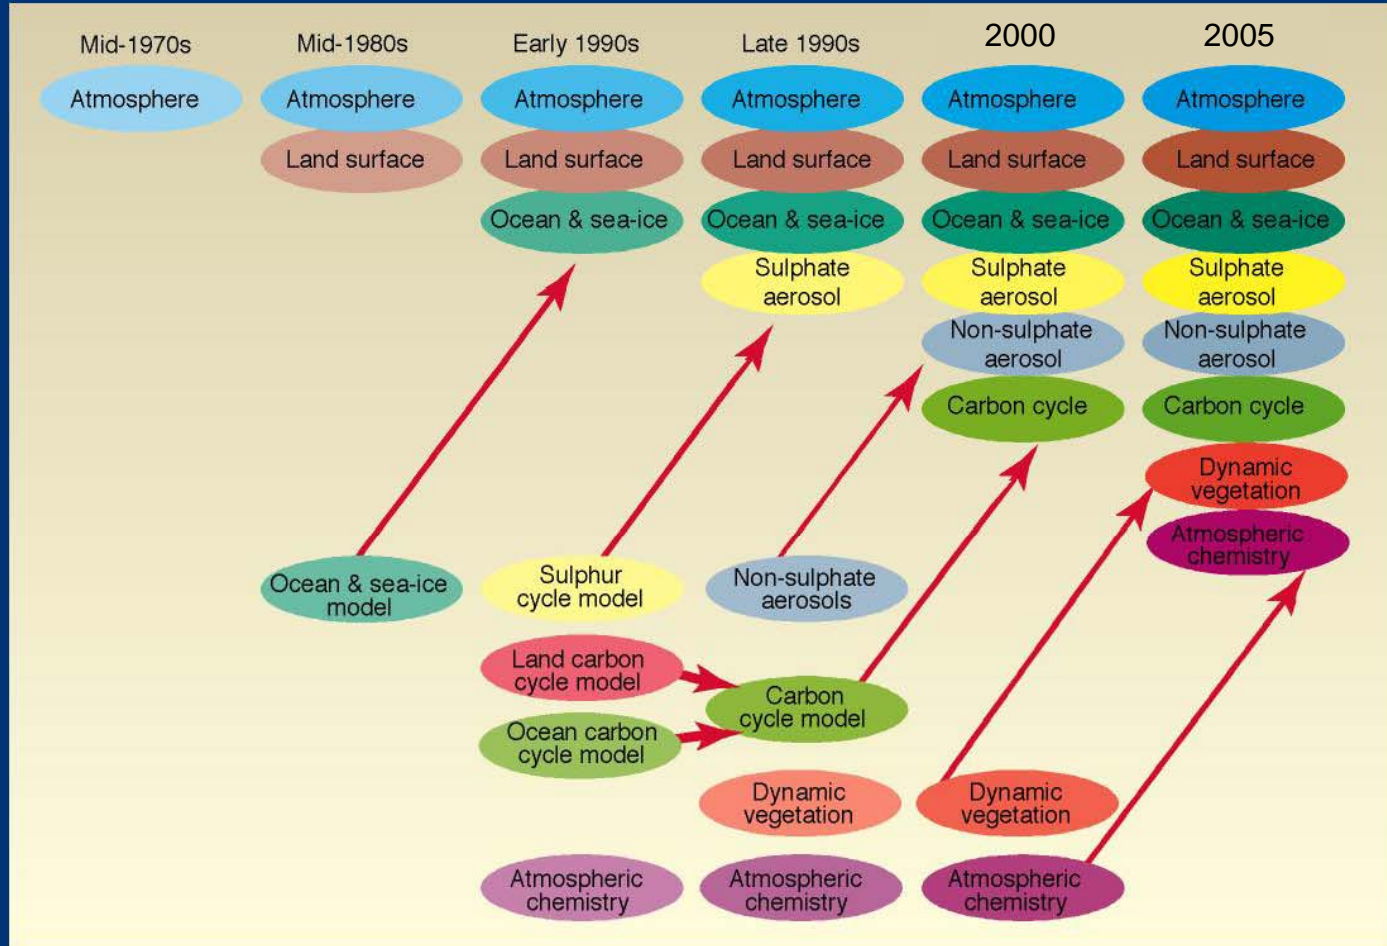 Mid-1970s
Mid-1980s
Early 1990s
Late 1990s
2000
2005
Atmosphere
Atmosphere
Atmosphere
Atmosphere
Atmosphere
Atmosphere
Land surface
Land surface
Land surface
Land surface
Land surface
Ocean & sea-ice
Ocean & sea-ice
Ocean & sea-ice
Ocean & sea-ice
Sulphate
aerosol
Sulphate
aerosol
Sulphate
aerosol
Non-sulphate
aerosol
Non-sulphate
aerosol
Carbon cycle
Carbon cycle
Dynamic
vegetation
Atmospheric
chemistry
Ocean & sea-ice
model
Sulphur
cycle model
Non-sulphate
aerosols
Land carbon
cycle model
Carbon
cycle model
Ocean carbon
cycle model
Dynamic
vegetation
Dynamic
vegetation
Atmospheric
chemistry
Atmospheric
chemistry
Atmospheric
chemistry